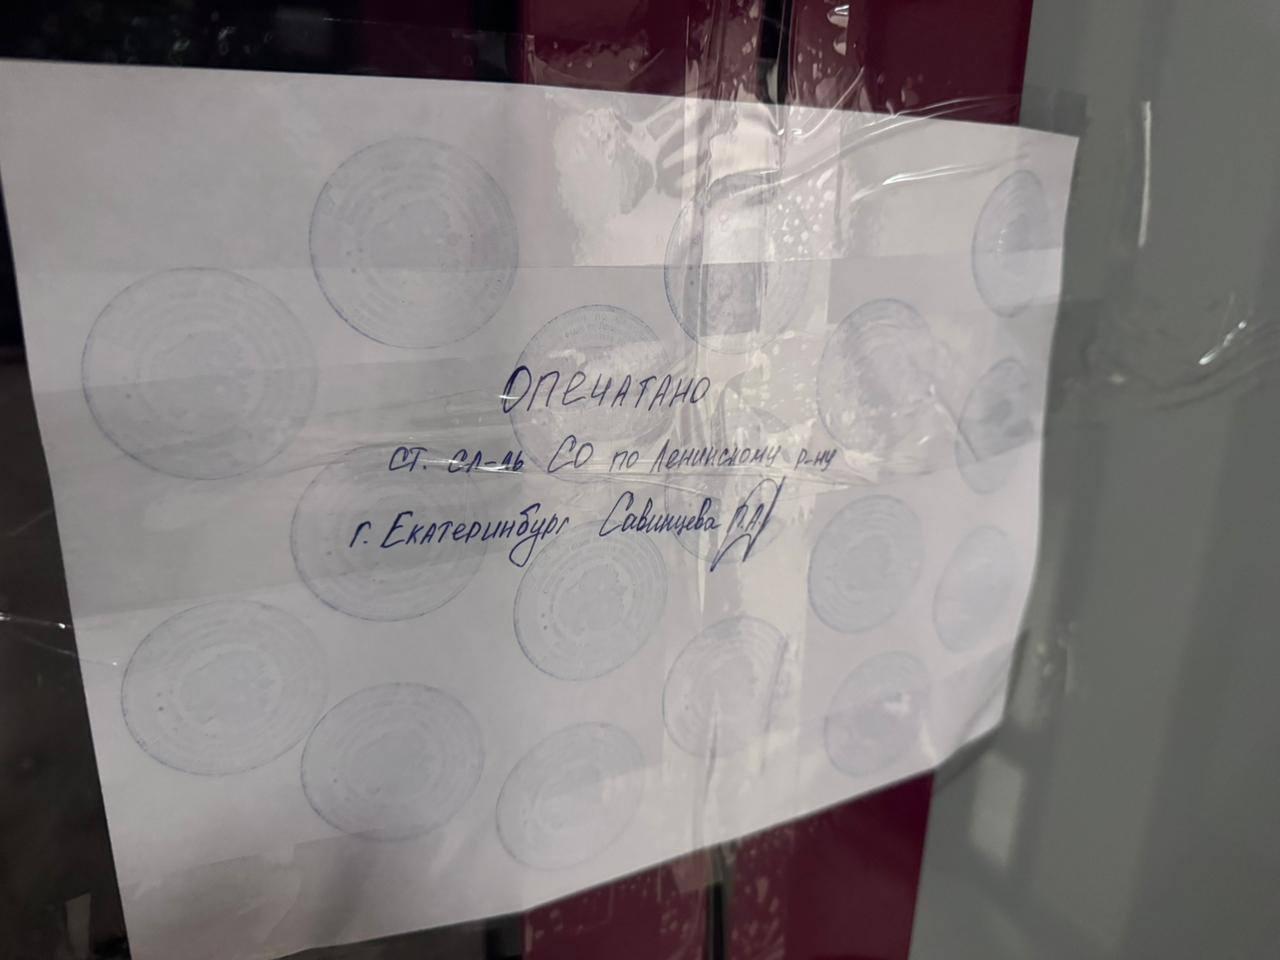 ОПЕЧАТАНО
ст. сл-ль СО по Ленинскому р-ну
г. Екатеринбург Савинцева П.А.